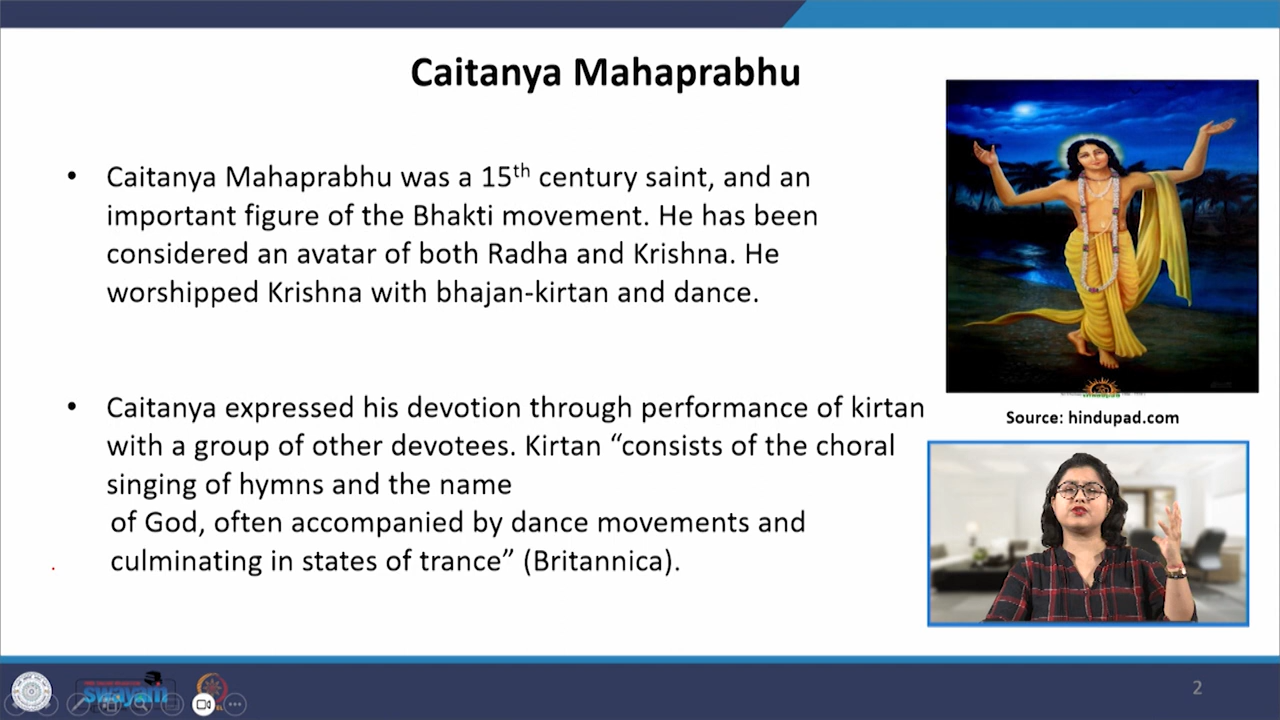 Caitanya Mahaprabhu
• Caitanya Mahaprabhu was a 15th century saint, and an
important figure of the Bhakti movement. He has been
considered an avatar of both Radha and Krishna. He
worshipped Krishna with bhajan-kirtan and dance.
• Caitanya expressed his devotion through performance of kirtan
with a group of other devotees. Kirtan “consists of the choral
singing of hymns and the name
of God, often accompanied by dance movements and
culminating in states of trance” (Britannica).
Source: hindupad.com
swayam
2